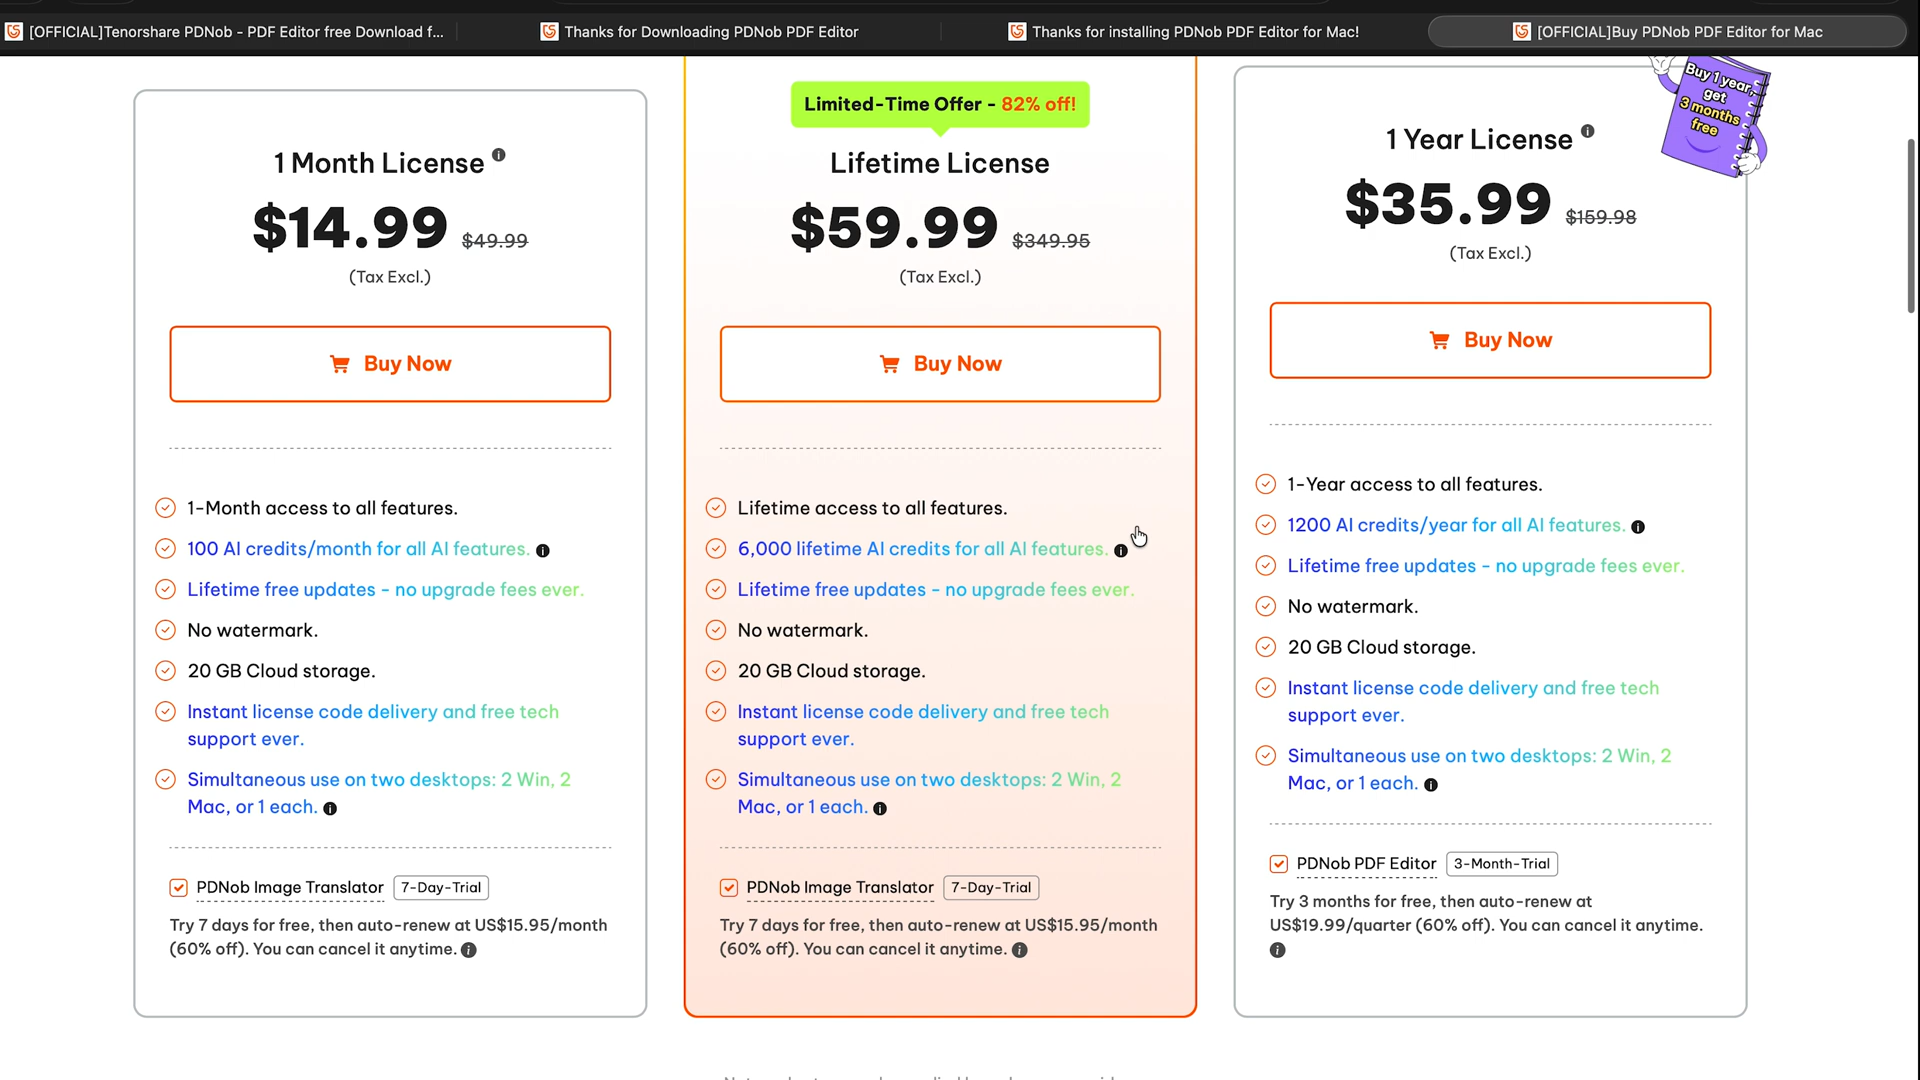 [OFFICIAL]Tenorshare PDNob - PDF Editor free Download f...
Thanks for Downloading PDNob PDF Editor
Thanks for installing PDNob PDF Editor for Mac!
[OFFICIAL]Buy PDNob PDF Editor for Mac
1 Month License
$14.99 $49.99
(Tax Excl.)
Buy Now
1-Month access to all features.
100 AI credits/month for all AI features.
Lifetime free updates - no upgrade fees ever.
No watermark.
20 GB Cloud storage.
Instant license code delivery and free tech
support ever.
Simultaneous use on two desktops: 2 Win, 2
Mac, or 1 each.
PDNob Image Translator 7-Day-Trial
Try 7 days for free, then auto-renew at US$15.95/month
(60% off). You can cancel it anytime.
Limited-Time Offer - 82% off!
Lifetime License
$59.99 $349.95
(Tax Excl.)
Buy Now
Lifetime access to all features.
6,000 lifetime AI credits for all AI features.
Lifetime free updates - no upgrade fees ever.
No watermark.
20 GB Cloud storage.
Instant license code delivery and free tech
support ever.
Simultaneous use on two desktops: 2 Win, 2
Mac, or 1 each.
PDNob Image Translator 7-Day-Trial
Try 7 days for free, then auto-renew at US$15.95/month
(60% off). You can cancel it anytime.
Buy 1 year,
get
3 months
free
1 Year License
$35.99 $159.98
(Tax Excl.)
Buy Now
1-Year access to all features.
1200 AI credits/year for all AI features.
Lifetime free updates - no upgrade fees ever.
No watermark.
20 GB Cloud storage.
Instant license code delivery and free tech
support ever.
Simultaneous use on two desktops: 2 Win, 2
Mac, or 1 each.
PDNob PDF Editor 3-Month-Trial
Try 3 months for free, then auto-renew at
US$19.99/quarter (60% off). You can cancel it anytime.